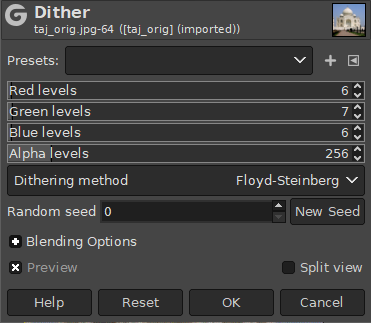 Dither
taj_orig.jpg-64 ([taj_orig] (imported))
Presets:
Red levels 6
Green levels 7
Blue levels 6
Alpha levels 256
Dithering method Floyd-Steinberg
Random seed 0 New Seed
Blending Options
Preview Split view
Help Reset OK Cancel